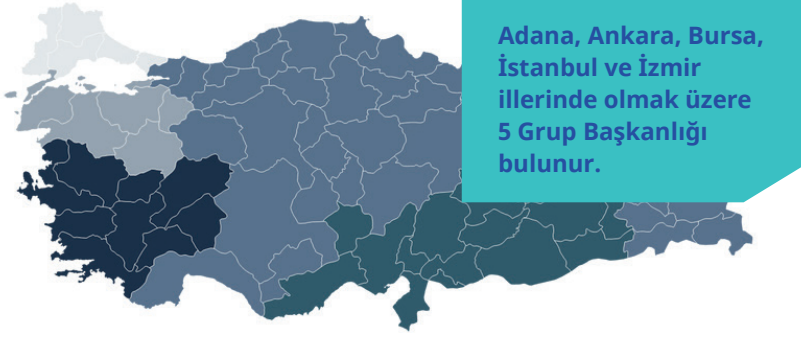 Adana, Ankara, Bursa,
İstanbul ve İzmir
illerinde olmak üzere
5 Grup Başkanlığı
bulunur.